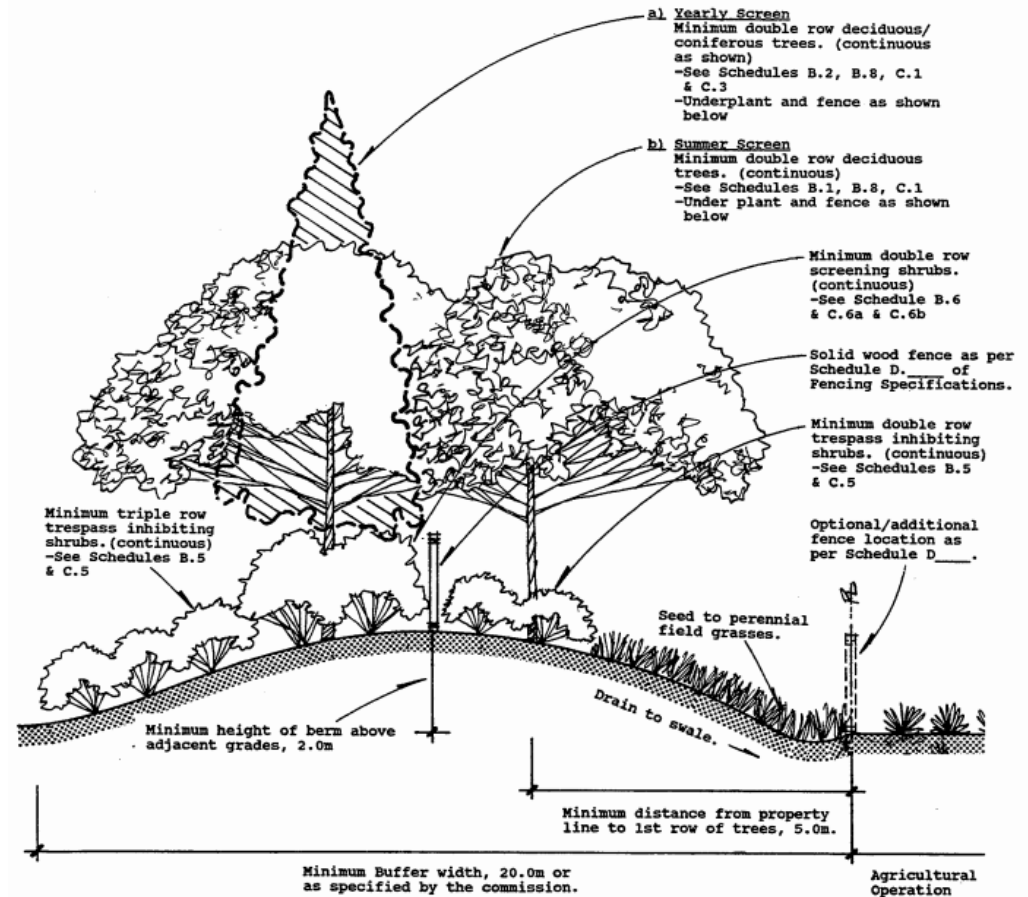 a) Yearly Screen
Minimum double row deciduous/
coniferous trees. (continuous
as shown)
-See Schedules B.2, B.8, C.1
& C.3
-Underplant and fence as shown
below
b) Summer Screen
Minimum double row deciduous
trees. (continuous)
-See Schedules B.1, B.8, C.1
-Under plant and fence as shown
below
Minimum double row
screening shrubs.
(continuous)
-See Schedule B.6
& C.6a & C.6b
Solid wood fence as per
Schedule D.____ of
Fencing Specifications.
Minimum double row
trespass inhibiting
shrubs. (continuous)
-See Schedules B.5
& C.5
Minimum triple row
trespass inhibiting
shrubs.(continuous)
-See Schedules B.5
& C.5
Optional/additional
fence location as
per Schedule D____.
Seed to perennial
field grasses.
Drain to swale.
Minimum height of berm above
adjacent grades, 2.0m
Minimum distance from property
line to 1st row of trees, 5.0m.
Minimum Buffer width, 20.0m or
as specified by the commission.
Agricultural
Operation